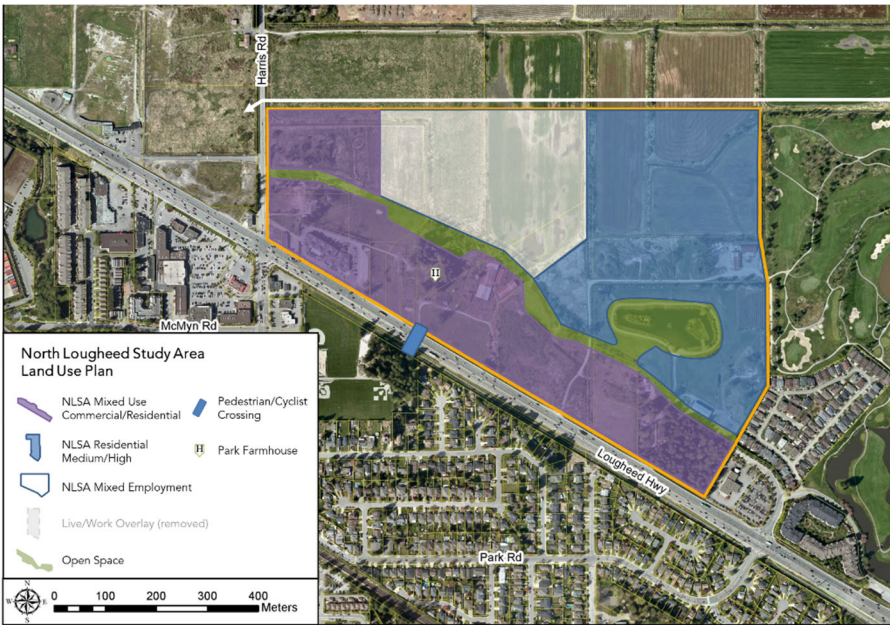 Harris Rd
H
McMyn Rd
North Lougheed Study Area
Land Use Plan
NLSA Mixed Use
Commercial/Residential
Pedestrian/Cyclist
Crossing
NLSA Residential
Medium/High
H
Park Farmhouse
NLSA Mixed Employment
Live/Work Overlay (removed)
Open Space
Lougheed Hwy
Park Rd
N
W
E
S
0 100 200 300 400
Meters